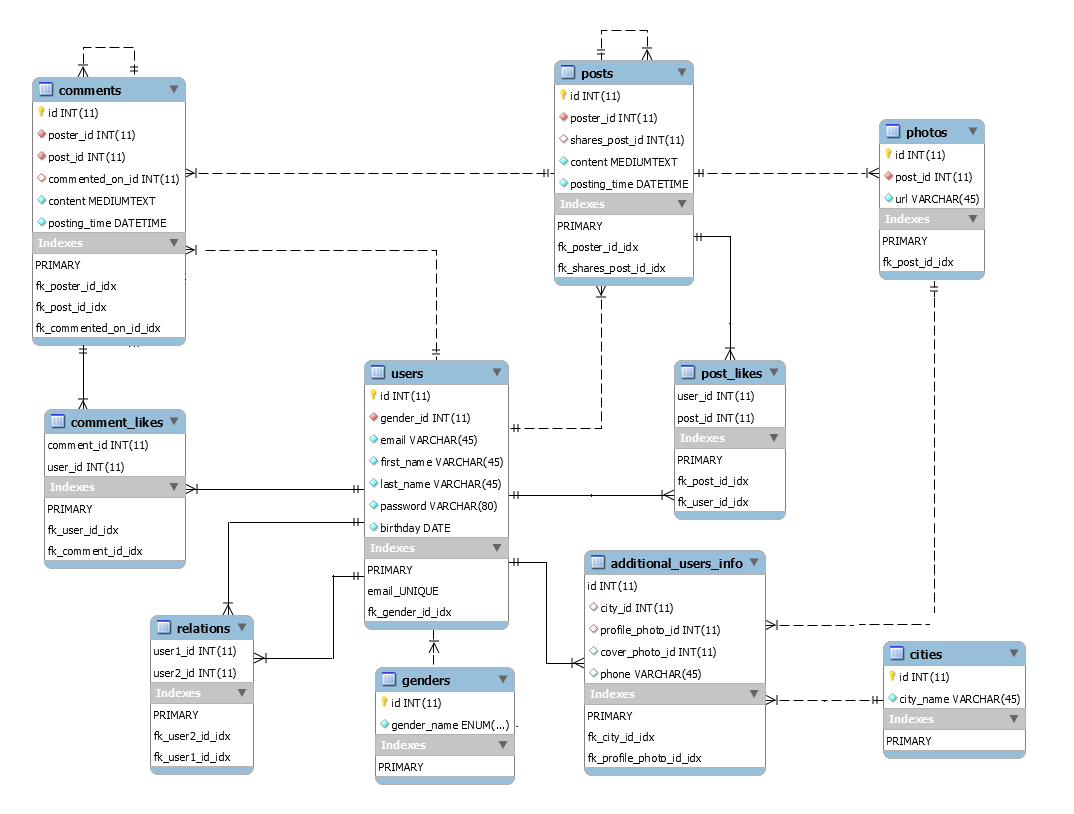 comments
id INT(11)
poster_id INT(11)
post_id INT(11)
commented_on_id INT(11)
content MEDIUMTEXT
posting_time DATETIME
Indexes
PRIMARY
fk_poster_id_idx
fk_post_id_idx
fk_commented_on_id_idx
posts
id INT(11)
poster_id INT(11)
shares_post_id INT(11)
content MEDIUMTEXT
posting_time DATETIME
Indexes
PRIMARY
fk_poster_id_idx
fk_shares_post_id_idx
photos
id INT(11)
post_id INT(11)
url VARCHAR(45)
Indexes
PRIMARY
fk_post_id_idx
comment_likes
comment_id INT(11)
user_id INT(11)
Indexes
PRIMARY
fk_user_id_idx
fk_comment_id_idx
users
id INT(11)
gender_id INT(11)
email VARCHAR(45)
first_name VARCHAR(45)
last_name VARCHAR(45)
password VARCHAR(80)
birthday DATE
Indexes
PRIMARY
email_UNIQUE
fk_gender_id_idx
post_likes
user_id INT(11)
post_id INT(11)
Indexes
PRIMARY
fk_post_id_idx
fk_user_id_idx
relations
user1_id INT(11)
user2_id INT(11)
Indexes
PRIMARY
fk_user2_id_idx
fk_user1_id_idx
genders
id INT(11)
gender_name ENUM(...)
Indexes
PRIMARY
additional_users_info
id INT(11)
city_id INT(11)
profile_photo_id INT(11)
cover_photo_id INT(11)
phone VARCHAR(45)
Indexes
PRIMARY
fk_city_id_idx
fk_profile_photo_id_idx
cities
id INT(11)
city_name VARCHAR(45)
Indexes
PRIMARY